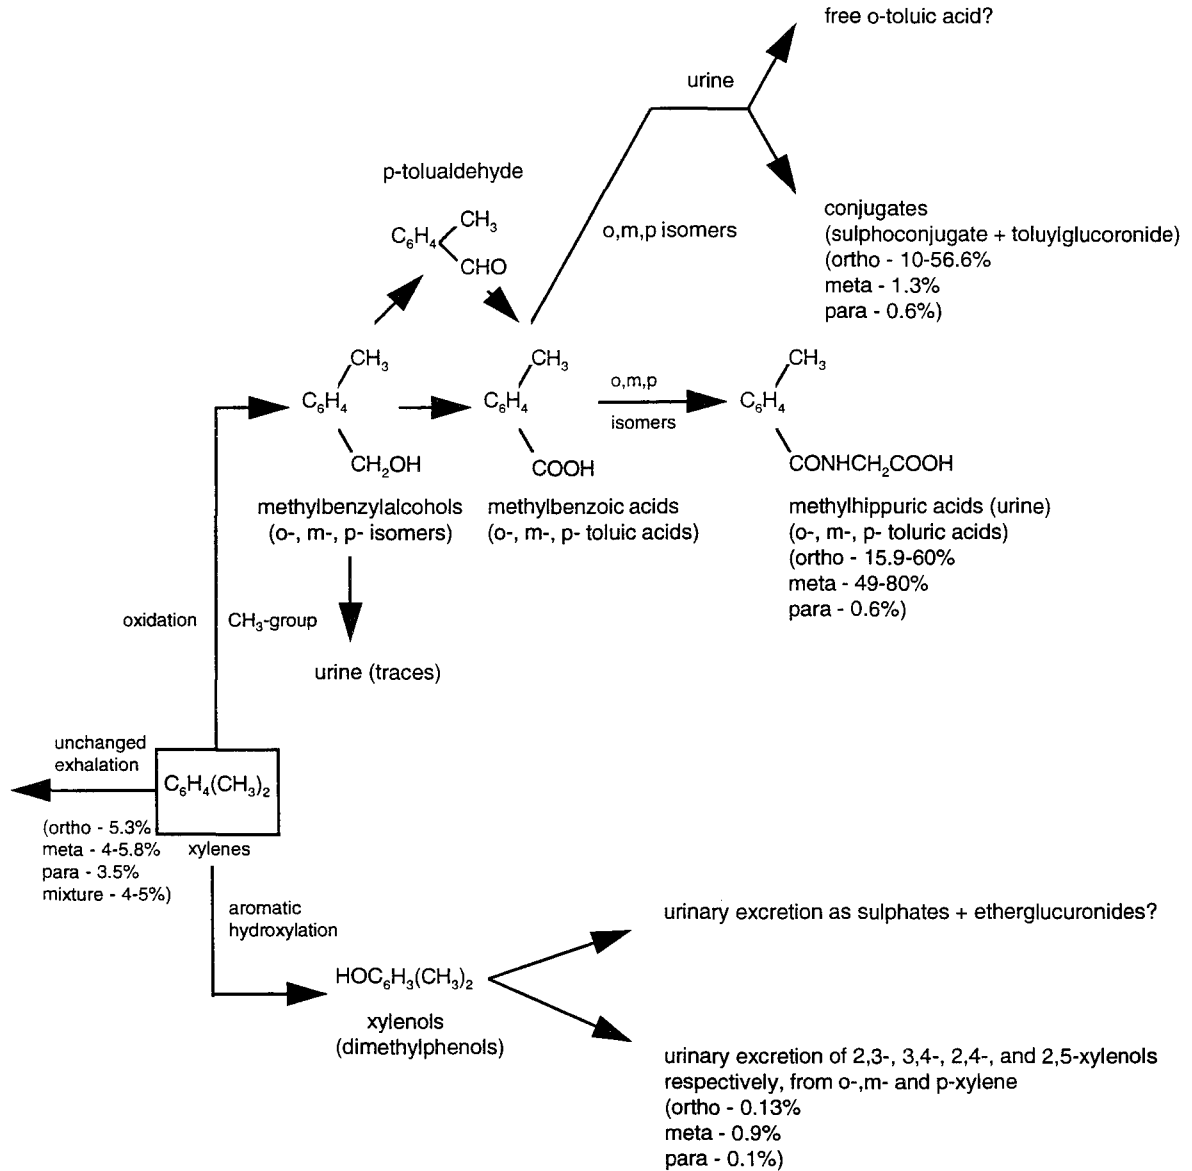 free o-toluic acid?
urine
p-tolualdehyde
CH₃
C₆H₄
CHO
o,m,p isomers
conjugates
(sulphoconjugate + toluylglucoronide)
(ortho - 10-56.6%
meta - 1.3%
para - 0.6%)
CH₃
C₆H₄
CH₂OH
methylbenzylalcohols
(o-, m-, p- isomers)
CH₃
C₆H₄
COOH
methylbenzoic acids
(o-, m-, p- toluic acids)
o,m,p
isomers
CH₃
C₆H₄
CONHCH₂COOH
methylhippuric acids (urine)
(o-, m-, p- toluric acids)
(ortho - 15.9-60%
meta - 49-80%
para - 0.6%)
oxidation
CH₃-group
urine (traces)
unchanged
exhalation
C₆H₄(CH₃)₂
xylenes
(ortho - 5.3%
meta - 4-5.8%
para - 3.5%
mixture - 4-5%)
aromatic
hydroxylation
HOC₆H₃(CH₃)₂
xylenols
(dimethylphenols)
urinary excretion as sulphates + etherglucuronides?
urinary excretion of 2,3-, 3,4-, 2,4-, and 2,5-xylenols
respectively, from o-,m- and p-xylene
(ortho - 0.13%
meta - 0.9%
para - 0.1%)